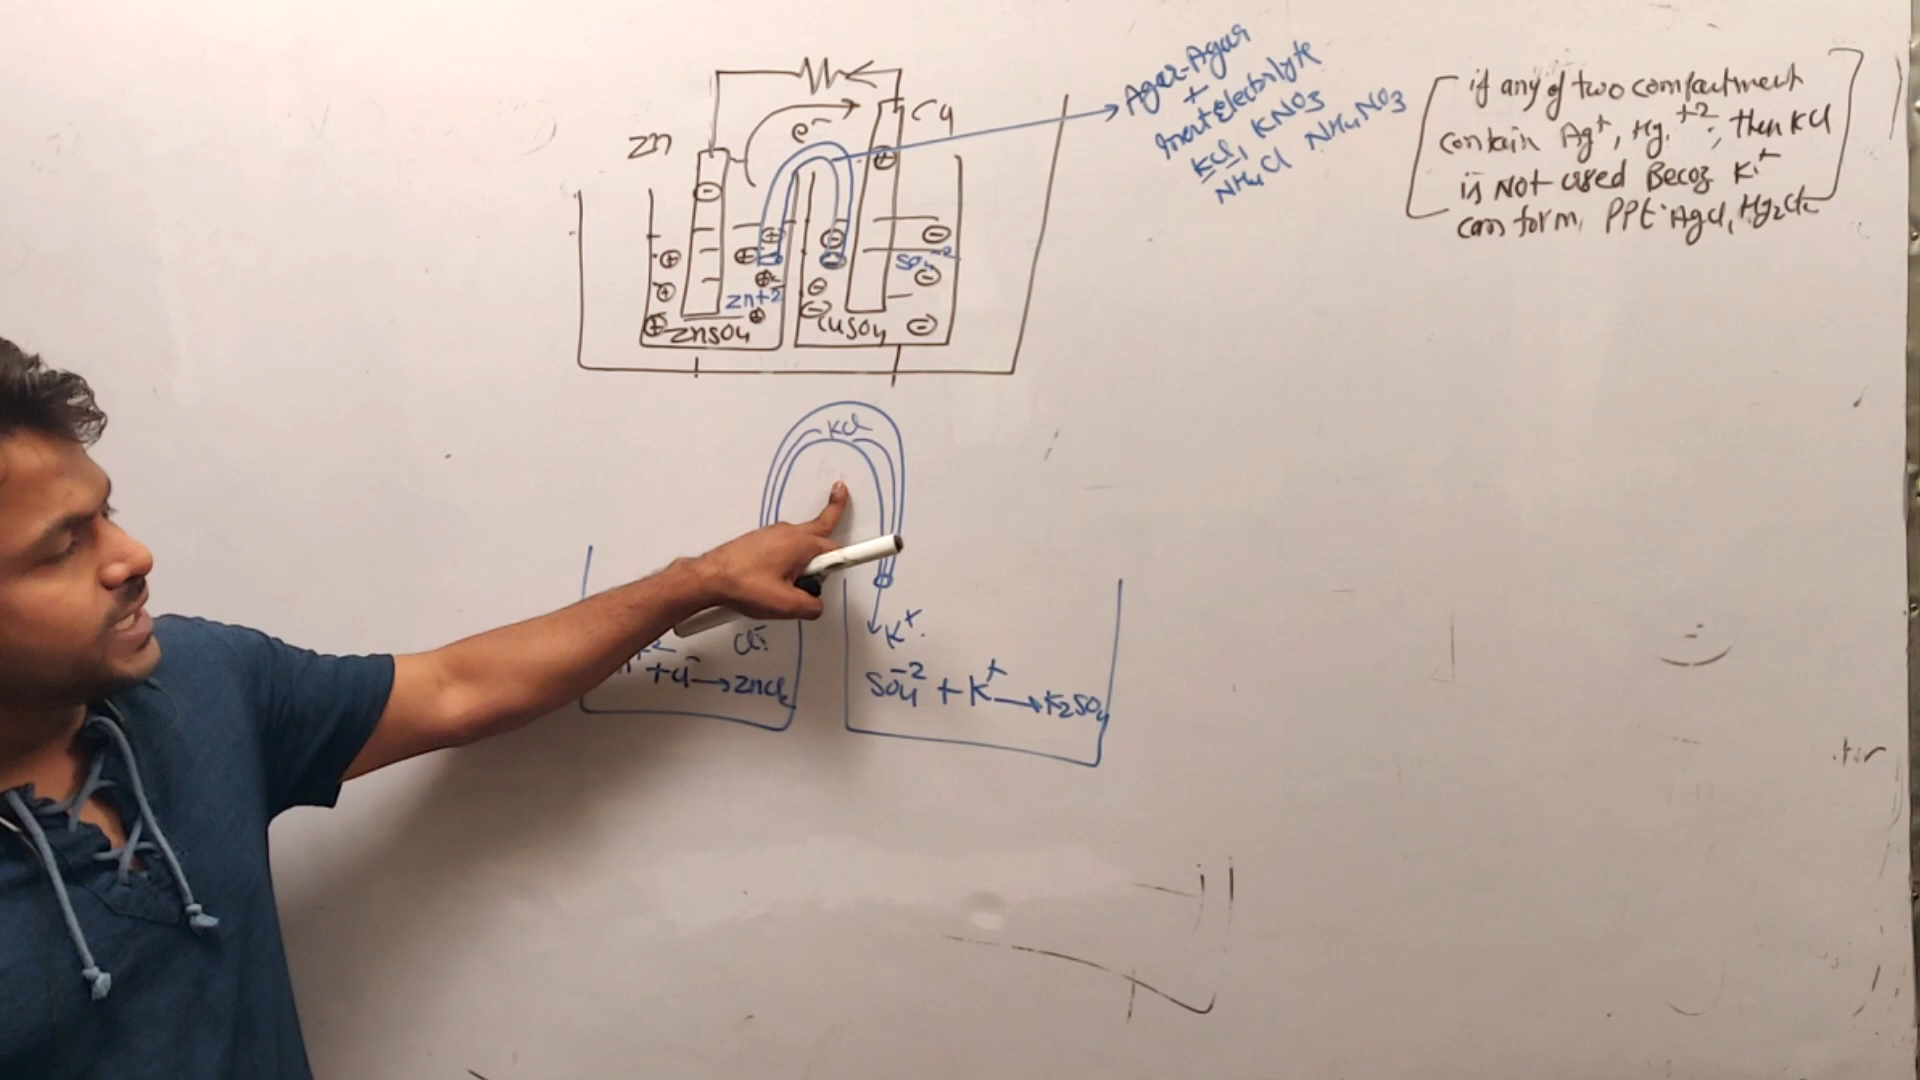 Zn
e-
Cu
Zn+2
ZnSO4
CuSO4
SO4-2
Agar-Agar
+
Inert Electrolyte
KCl, KNO3
NH4Cl NH4NO3
if any of two compartment
contain Ag+, Hg2+2, then KCl
is Not used Becoz K+
can form PPt AgCl, Hg2Cl2
KCl
Cl-
+ Cl- → ZnCl2
K+
SO4-2 + K+ → K2SO4